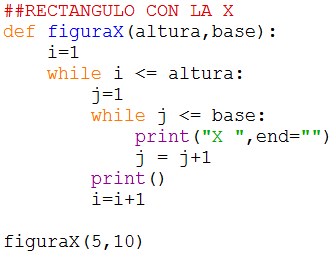 ##RECTANGULO CON LA X
def figuraX(altura,base):
    i=1
    while i <= altura:
        j=1
        while j <= base:
            print("X ",end="")
            j = j+1
        print()
        i=i+1

figuraX(5,10)